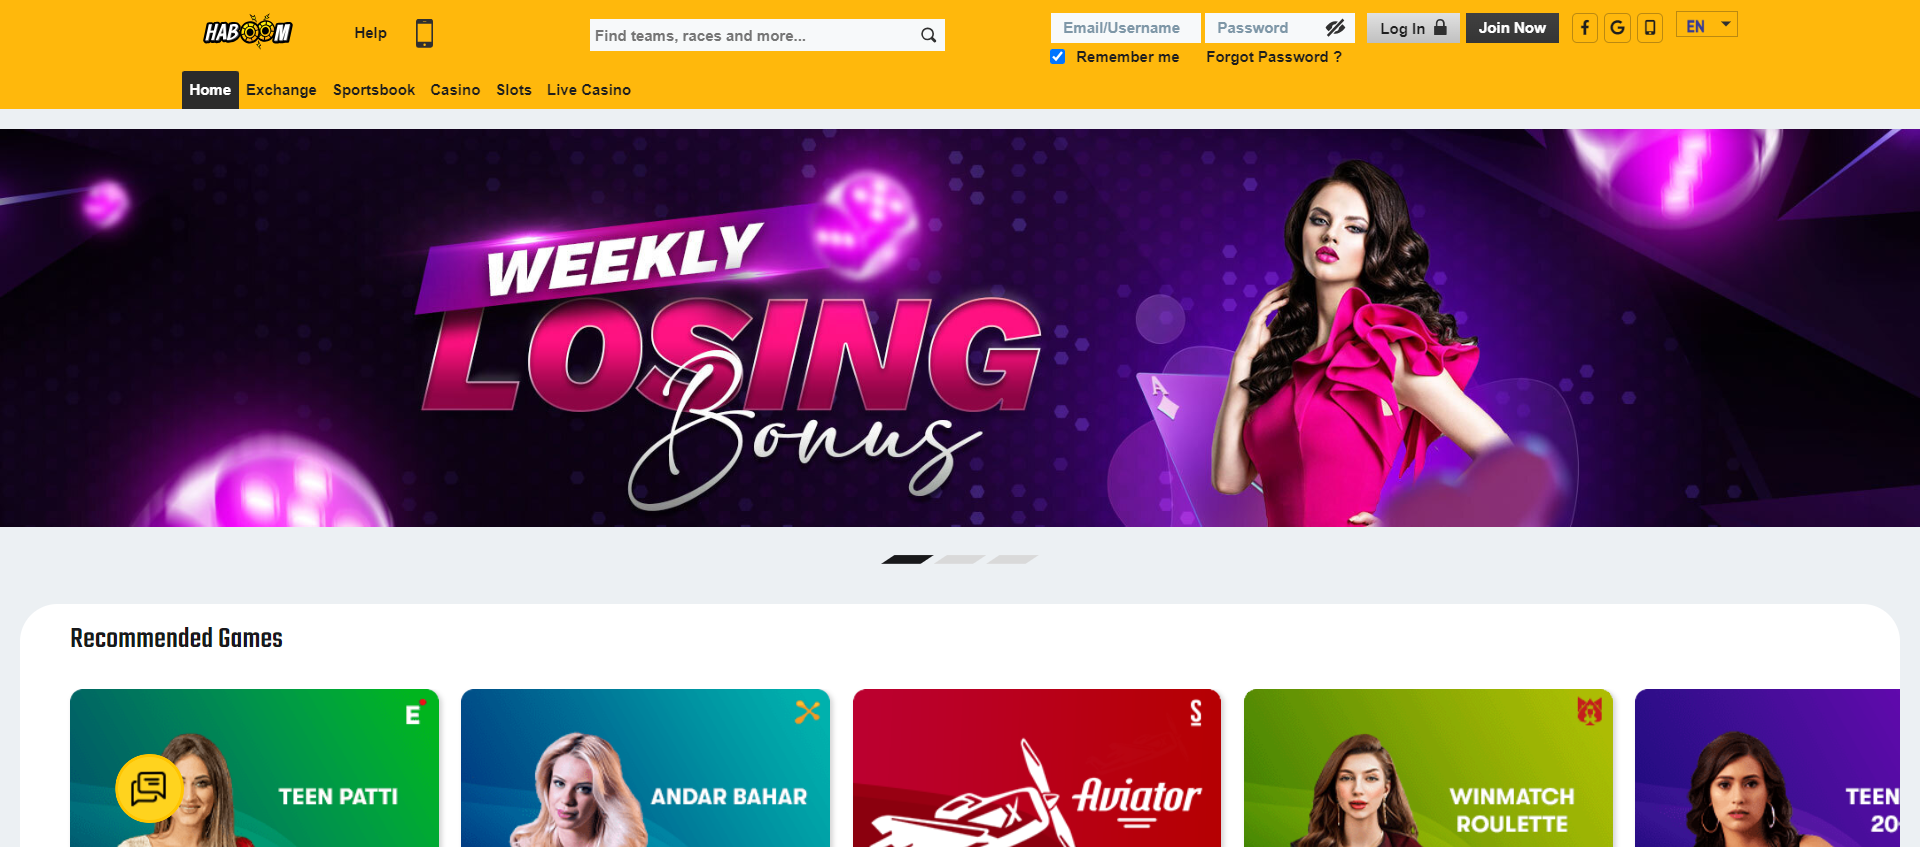 HABOOM
Help
Find teams, races and more...
Email/Username
Password
Log In
Join Now
EN
Remember me
Forgot Password ?
Home
Exchange
Sportsbook
Casino
Slots
Live Casino
WEEKLY
LOSING
Bonus
A
Recommended Games
E
TEEN PATTI
ANDAR BAHAR
S
Aviator
X
WINMATCH
ROULETTE
TEEN
20-